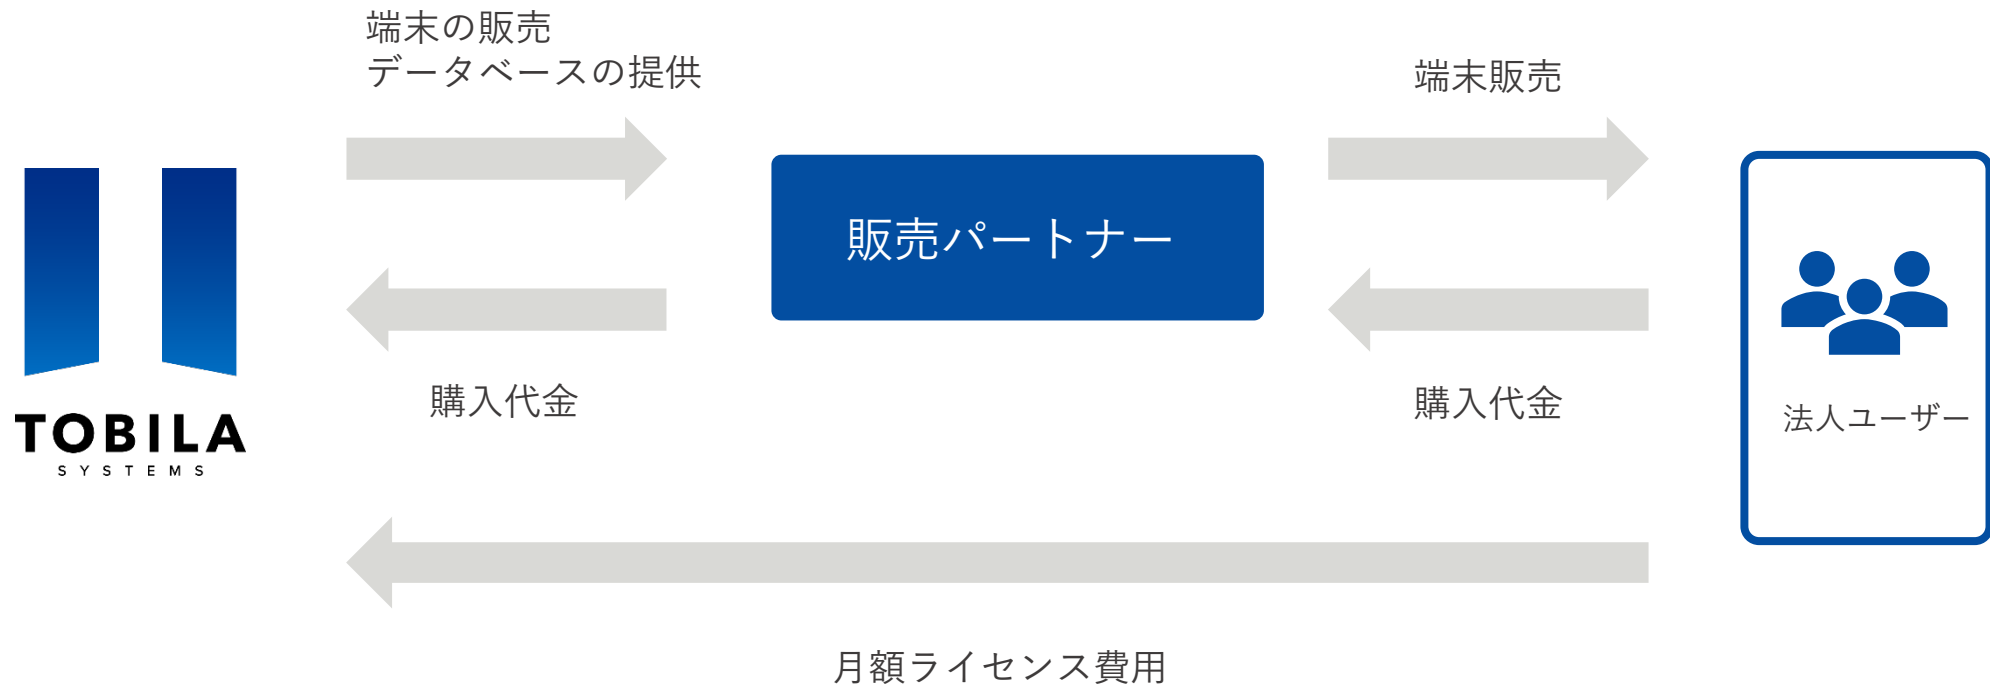 端末の販売
データベースの提供
端末販売
販売パートナー
購入代金
購入代金
法人ユーザー
TOBILA
SYSTEMS
月額ライセンス費用